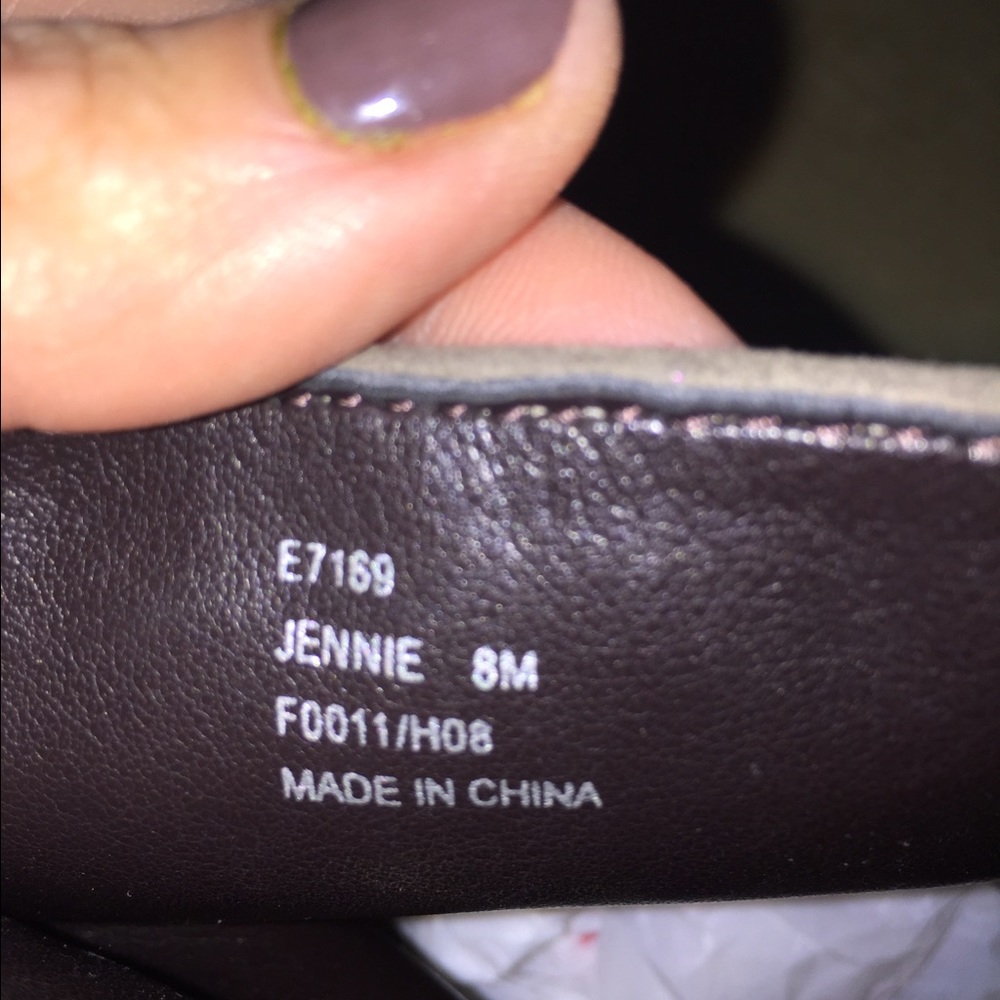 E7169
JENNIE 8M
F0011/H08
MADE IN CHINA